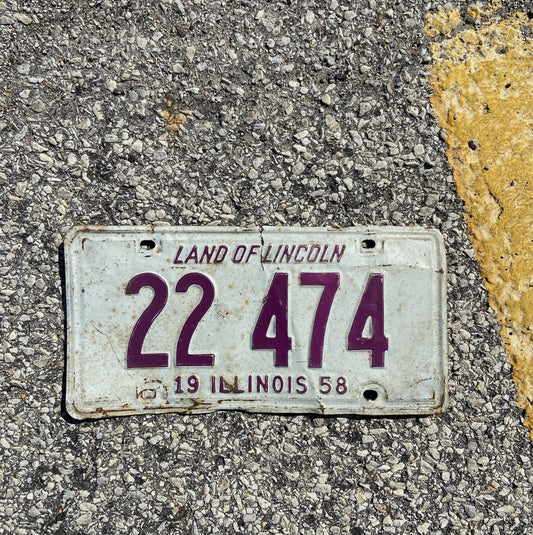 LAND OF LINCOLN
22 474
19 ILLINOIS 58